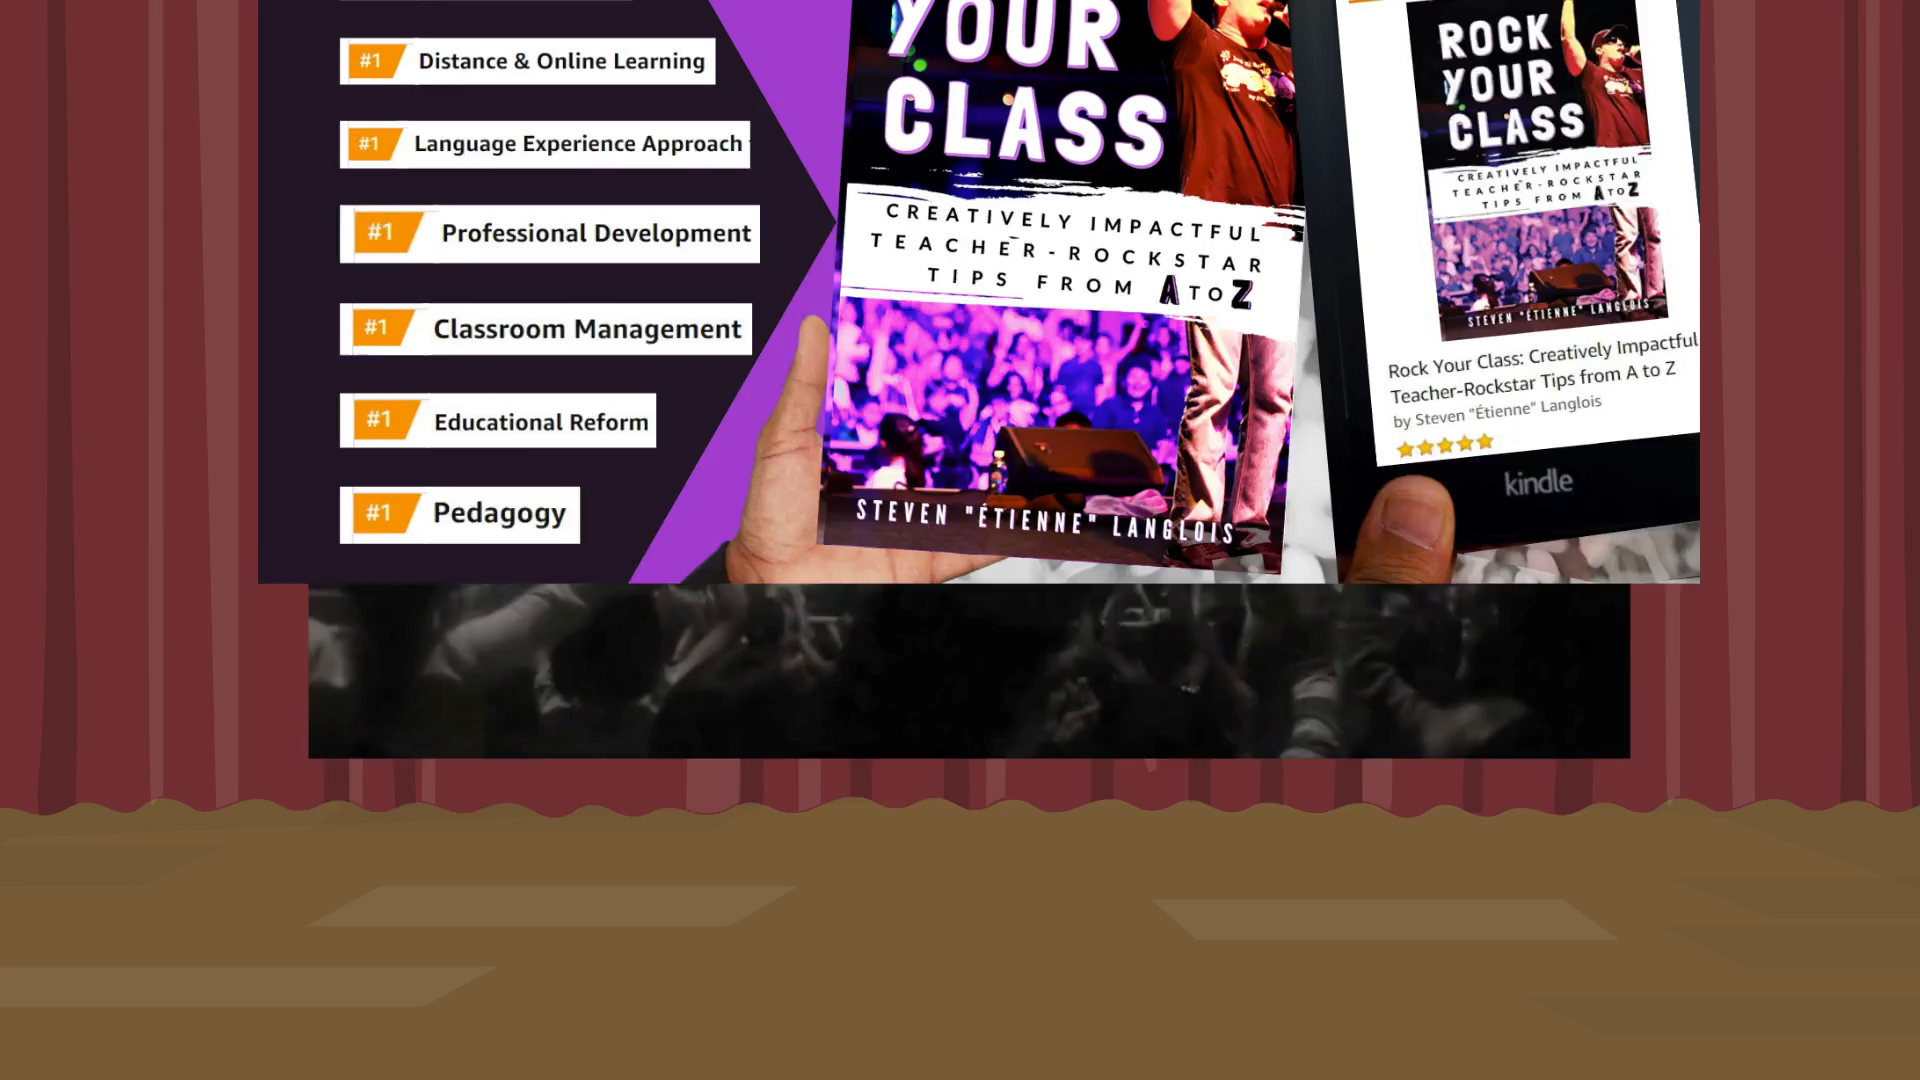 #1 Distance & Online Learning
#1 Language Experience Approach
#1 Professional Development
#1 Classroom Management
#1 Educational Reform
#1 Pedagogy
YOUR
CLASS
CREATIVELY IMPACTFUL
TEACHER-ROCKSTAR
TIPS FROM A TO Z
STEVEN "ÉTIENNE" LANGLOIS
ROCK
YOUR
CLASS
CREATIVELY IMPACTFUL
TEACHER-ROCKSTAR
TIPS FROM A TO Z
STEVEN "ÉTIENNE" LANGLOIS
Rock Your Class: Creatively Impactful
Teacher-Rockstar Tips from A to Z
by Steven "Étienne" Langlois
kindle